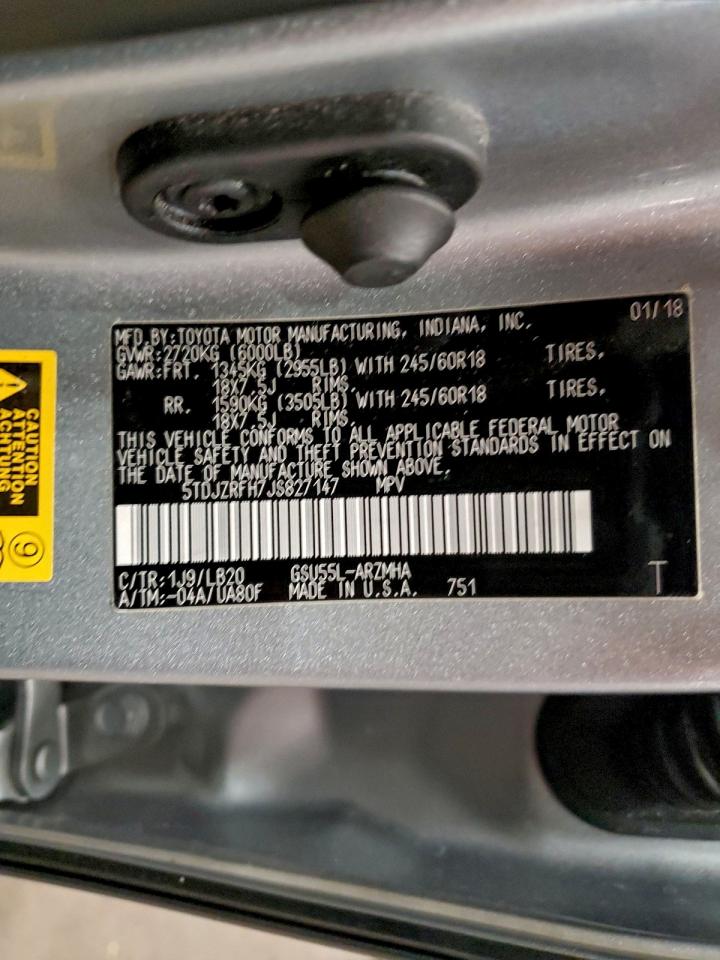 MFD.BY:TOYOTA MOTOR MANUFACTURING, INDIANA, INC. 01/18
GVWR:2720KG (6000LB)
GAWR:FRT. 1345KG (2955LB) WITH 245/60R18 TIRES,
18X7.5J RIMS.
RR. 1590KG (3505LB) WITH 245/60R18 TIRES,
18X7.5J RIMS.
THIS VEHICLE CONFORMS TO ALL APPLICABLE FEDERAL MOTOR
VEHICLE SAFETY AND THEFT PREVENTION STANDARDS IN EFFECT ON
THE DATE OF MANUFACTURE SHOWN ABOVE.
5TDJZRFH7JS827147 MPV
C/TR:1J9/LB20 GSU55L-ARZMHA
A/TM:-04A/UA80F MADE IN U.S.A. 751 T
CAUTION
ATTENTION
ACHTUNG
9